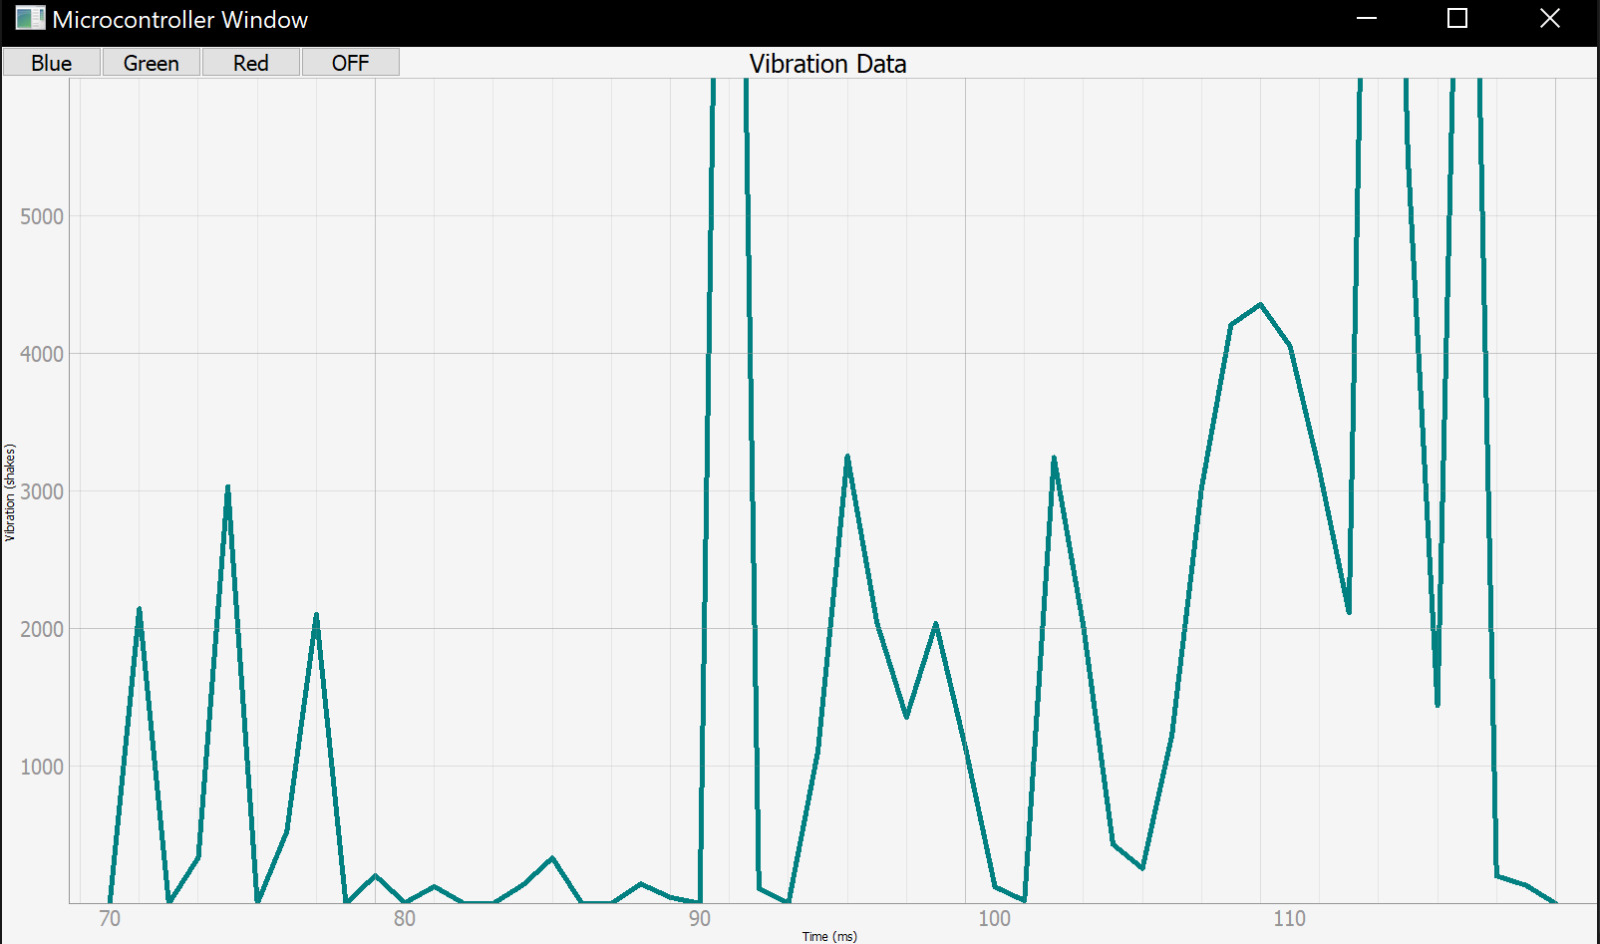 Microcontroller Window
Blue Green Red OFF
Vibration Data
5000
4000
3000
2000
1000
Vibration (shakes)
70 80 90 100 110
Time (ms)